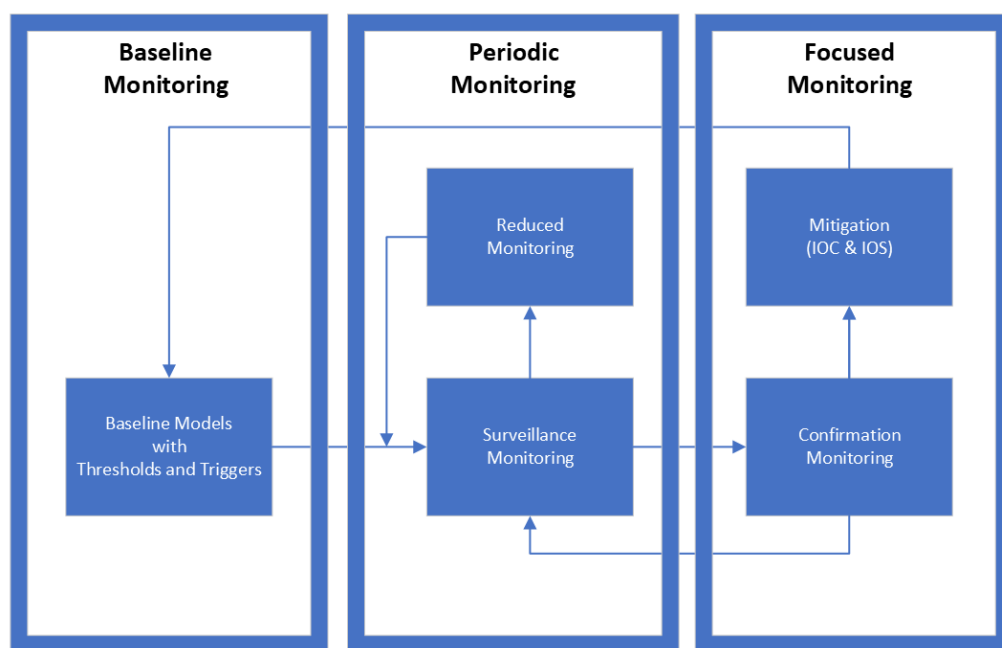 Baseline
Monitoring
Periodic
Monitoring
Focused
Monitoring
Reduced
Monitoring
Mitigation
(IOC & IOS)
Baseline Models
with
Thresholds and Triggers
Surveillance
Monitoring
Confirmation
Monitoring